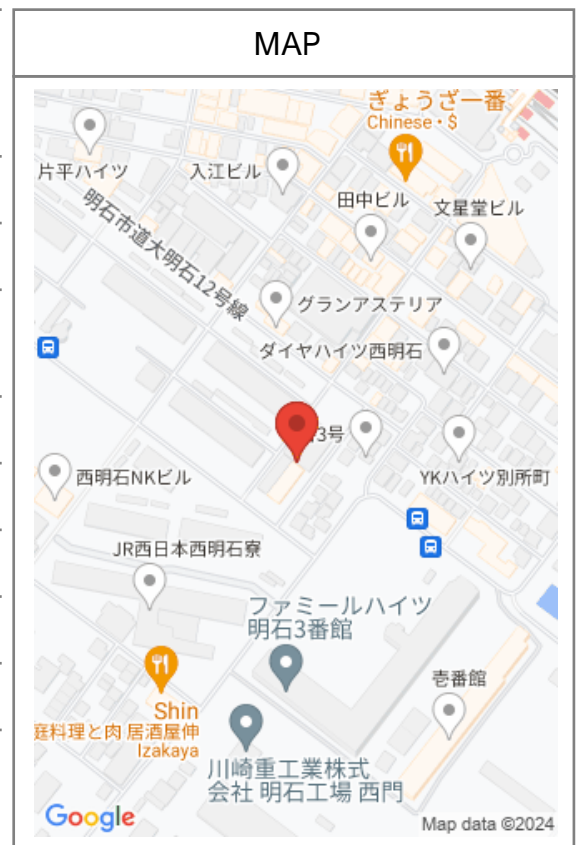 MAP
ぎょうざ一番
Chinese・$
片平ハイツ
入江ビル
田中ビル
文星堂ビル
明石市道大明石12号線
グランアステリア
ダイヤハイツ西明石
3号
西明石NKビル
YKハイツ別所町
JR西日本西明石寮
ファミールハイツ
明石3番館
壱番館
Shin
庭料理と肉 居酒屋伸
Izakaya
川崎重工業株式
会社 明石工場 西門
Google
Map data ©2024